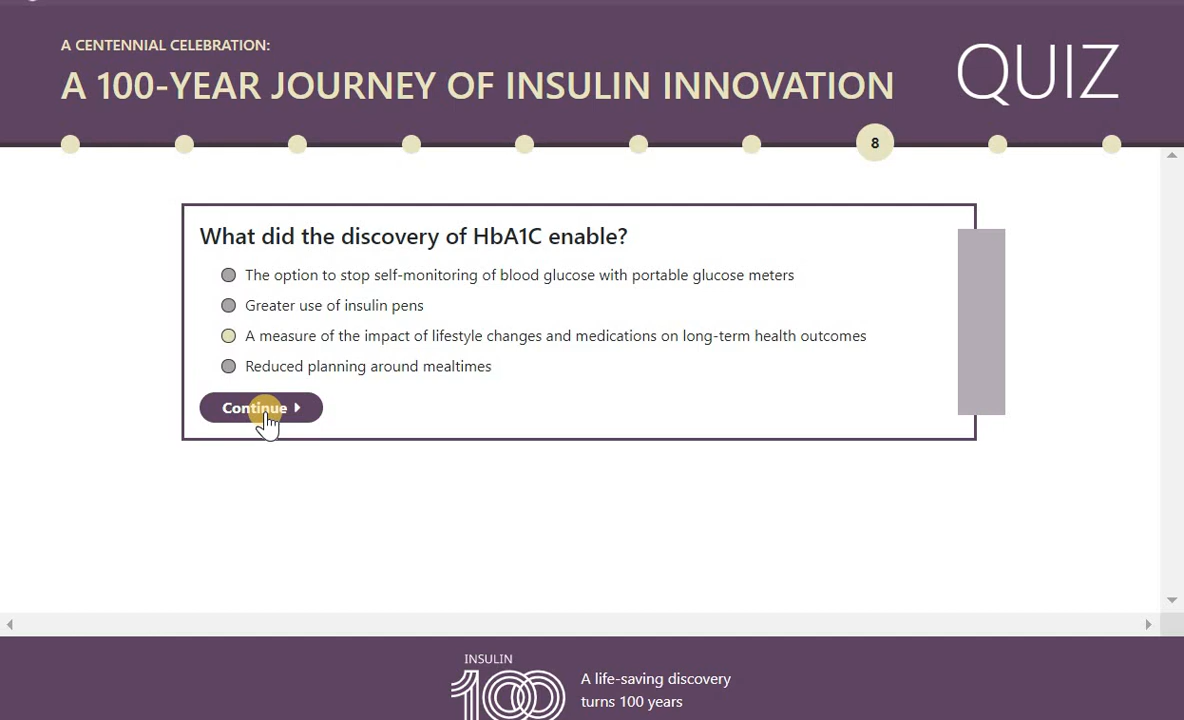 A CENTENNIAL CELEBRATION:
A 100-YEAR JOURNEY OF INSULIN INNOVATION
QUIZ
8
What did the discovery of HbA1C enable?
The option to stop self-monitoring of blood glucose with portable glucose meters
Greater use of insulin pens
A measure of the impact of lifestyle changes and medications on long-term health outcomes
Reduced planning around mealtimes
Continue
INSULIN
100
A life-saving discovery
turns 100 years